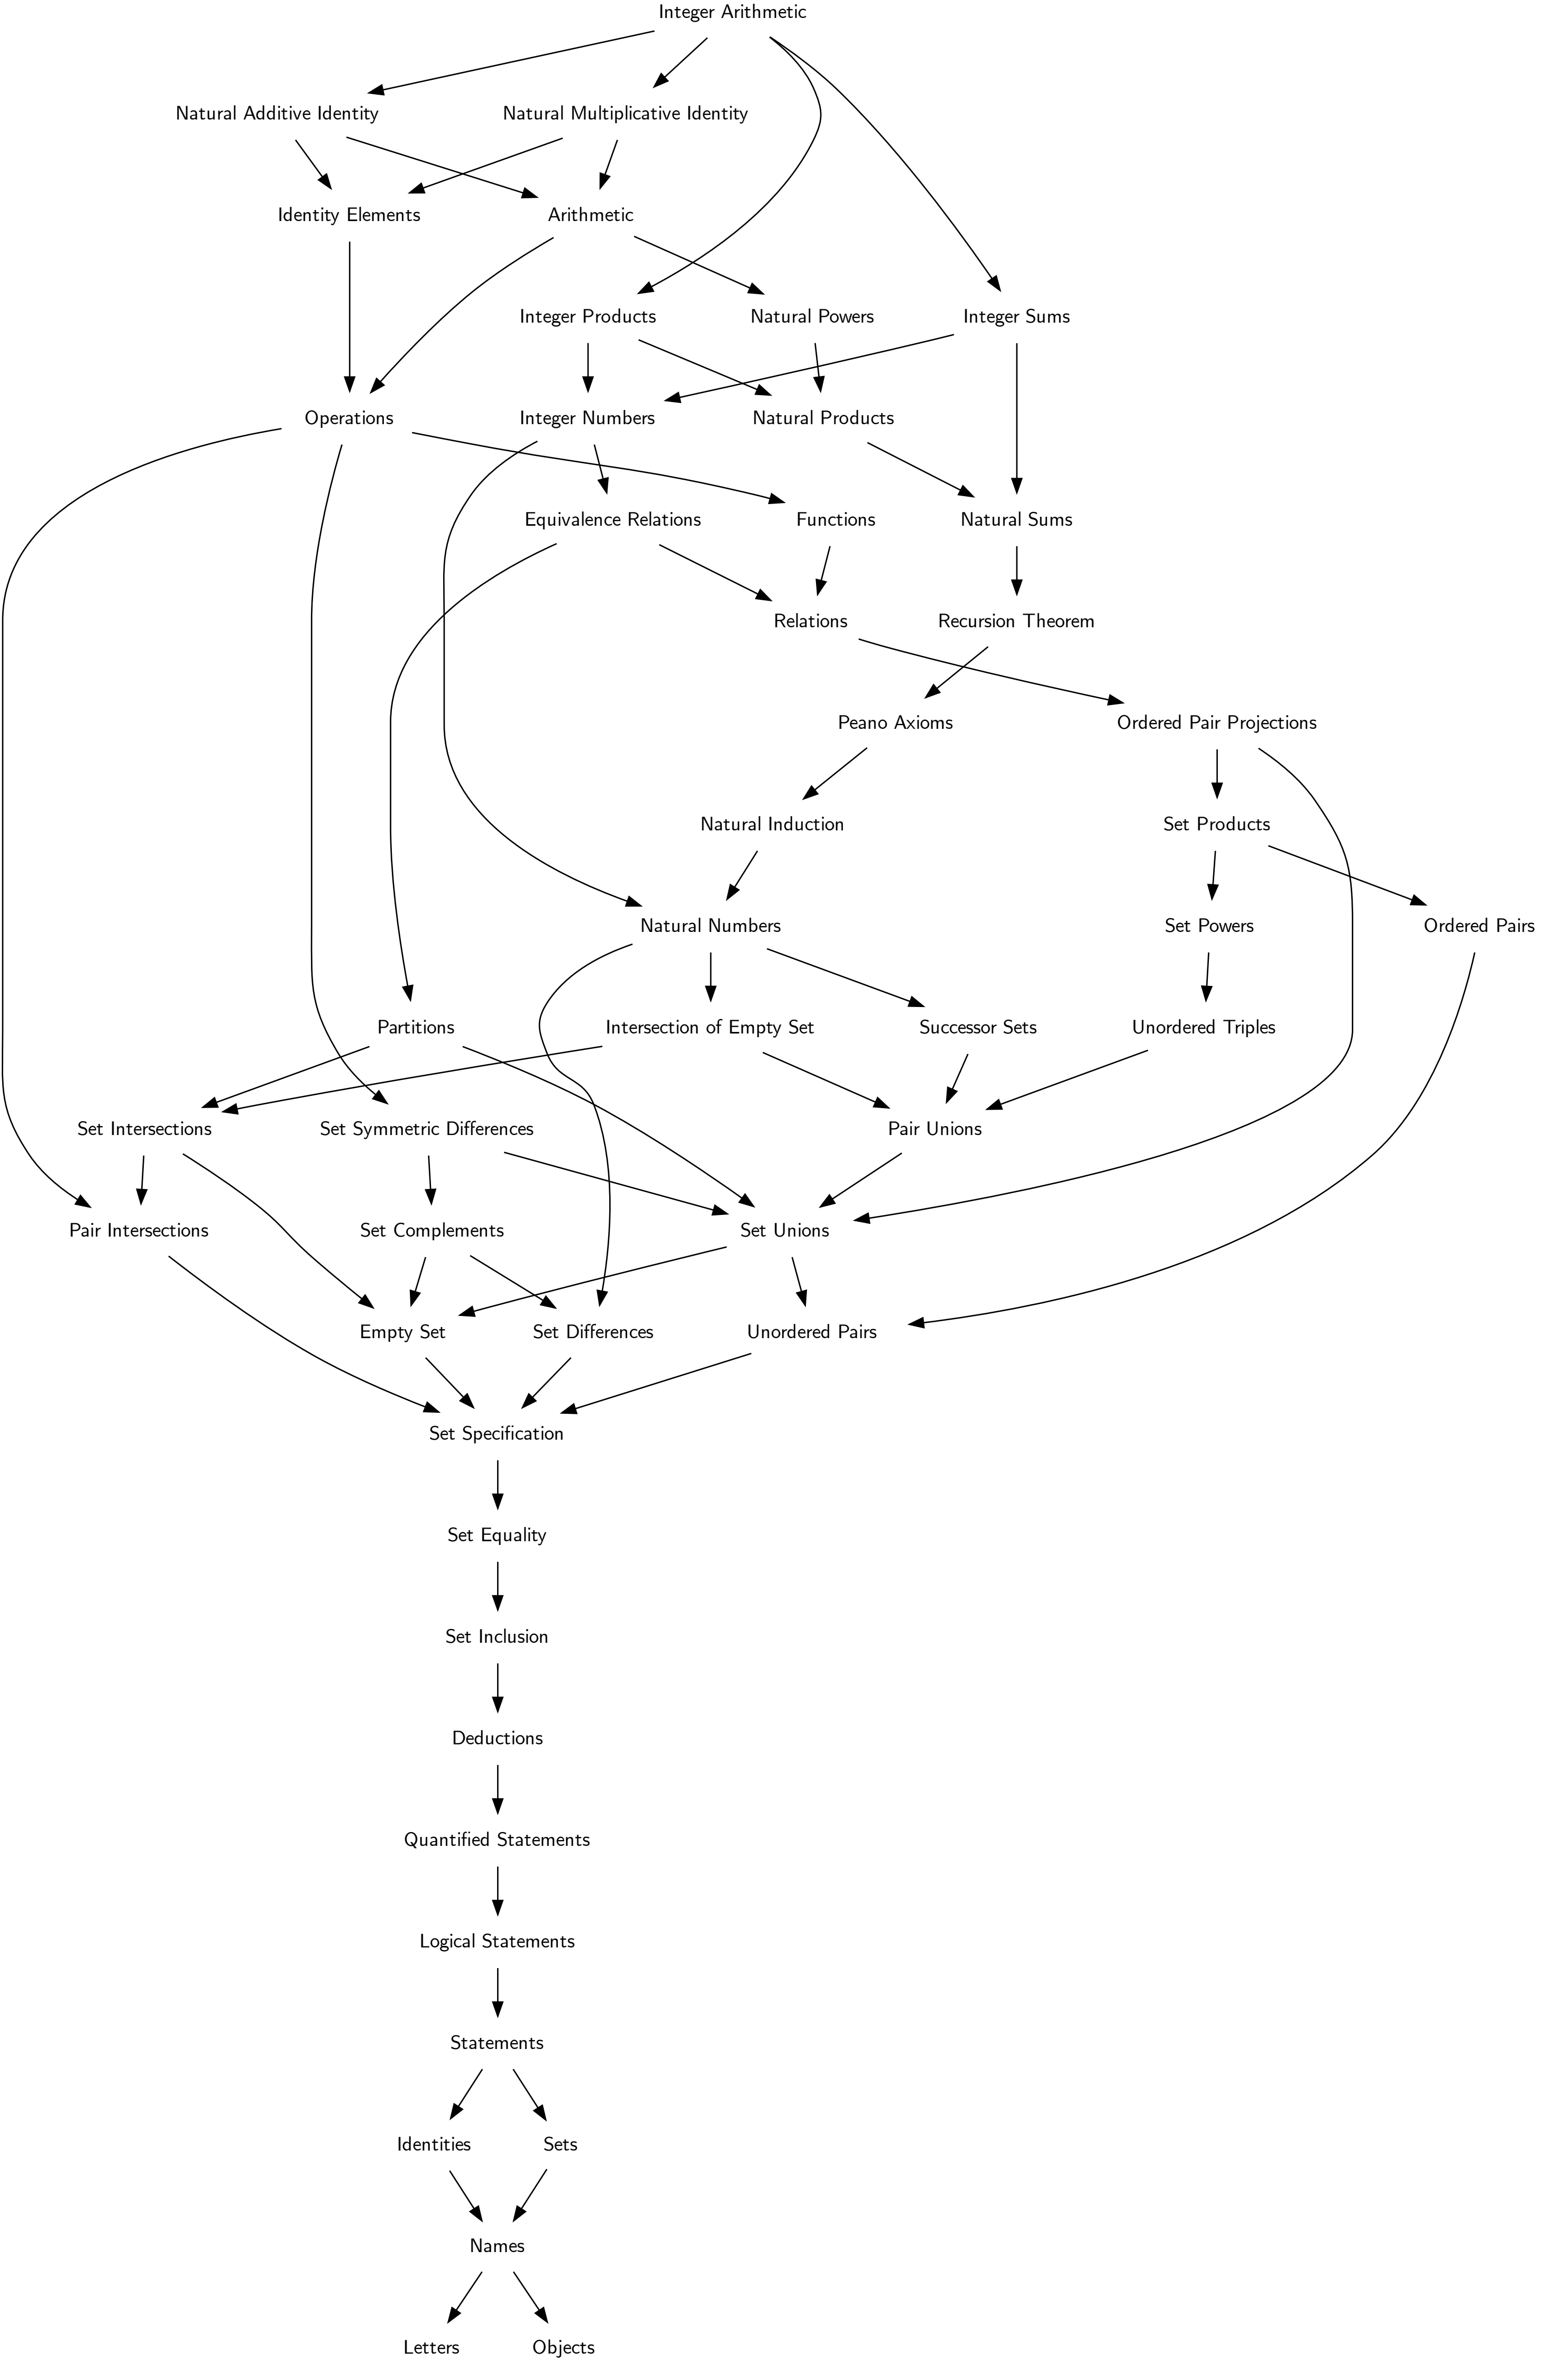 Integer Arithmetic
Natural Additive Identity
Natural Multiplicative Identity
Identity Elements
Arithmetic
Integer Products
Natural Powers
Integer Sums
Operations
Integer Numbers
Natural Products
Equivalence Relations
Functions
Natural Sums
Relations
Recursion Theorem
Peano Axioms
Ordered Pair Projections
Natural Induction
Set Products
Natural Numbers
Set Powers
Ordered Pairs
Partitions
Intersection of Empty Set
Successor Sets
Unordered Triples
Set Intersections
Set Symmetric Differences
Pair Unions
Pair Intersections
Set Complements
Set Unions
Empty Set
Set Differences
Unordered Pairs
Set Specification
Set Equality
Set Inclusion
Deductions
Quantified Statements
Logical Statements
Statements
Identities
Sets
Names
Letters
Objects